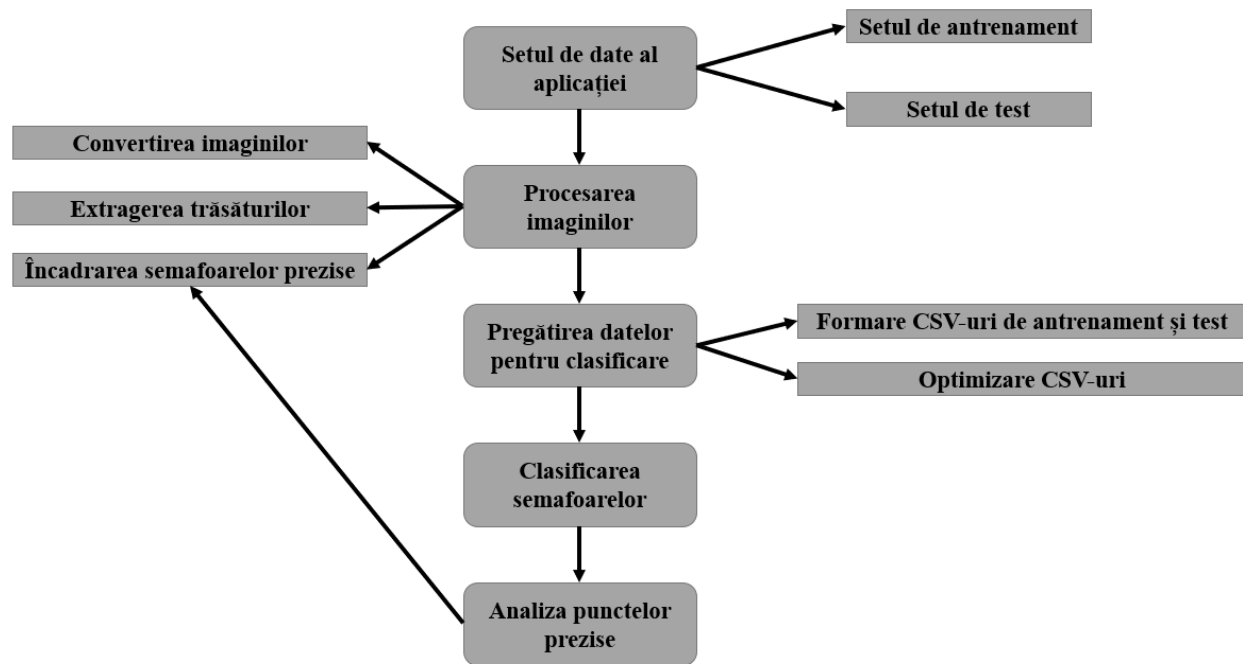 Setul de date al
aplicației
Setul de antrenament
Setul de test
Convertirea imaginilor
Extragerea trăsăturilor
Încadrarea semafoarelor prezise
Procesarea
imaginilor
Pregătirea datelor
pentru clasificare
Formare CSV-uri de antrenament și test
Optimizare CSV-uri
Clasificarea
semafoarelor
Analiza punctelor
prezise